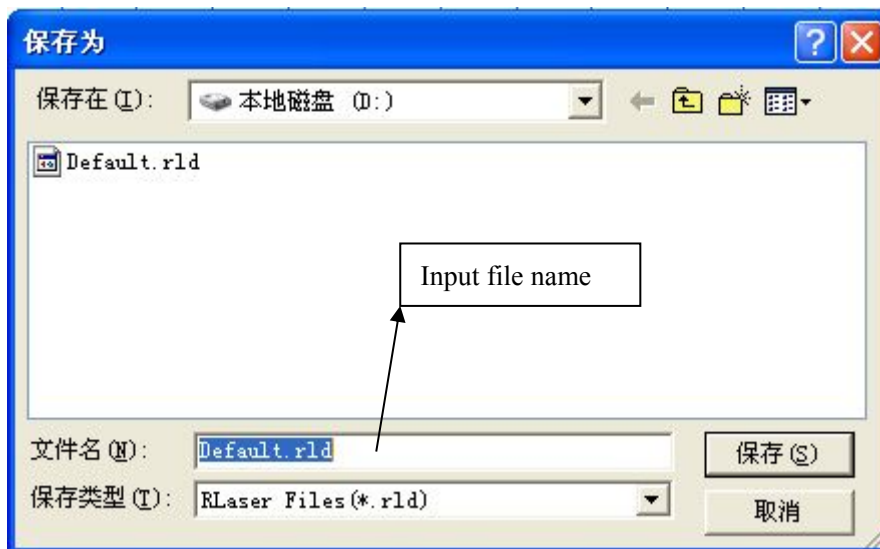 保存为
保存在(I): 本地磁盘 (D:)
Default.rld
Input file name
文件名(N): Default.rld 保存(S)
保存类型(T): RLaser Files(*.rld) 取消